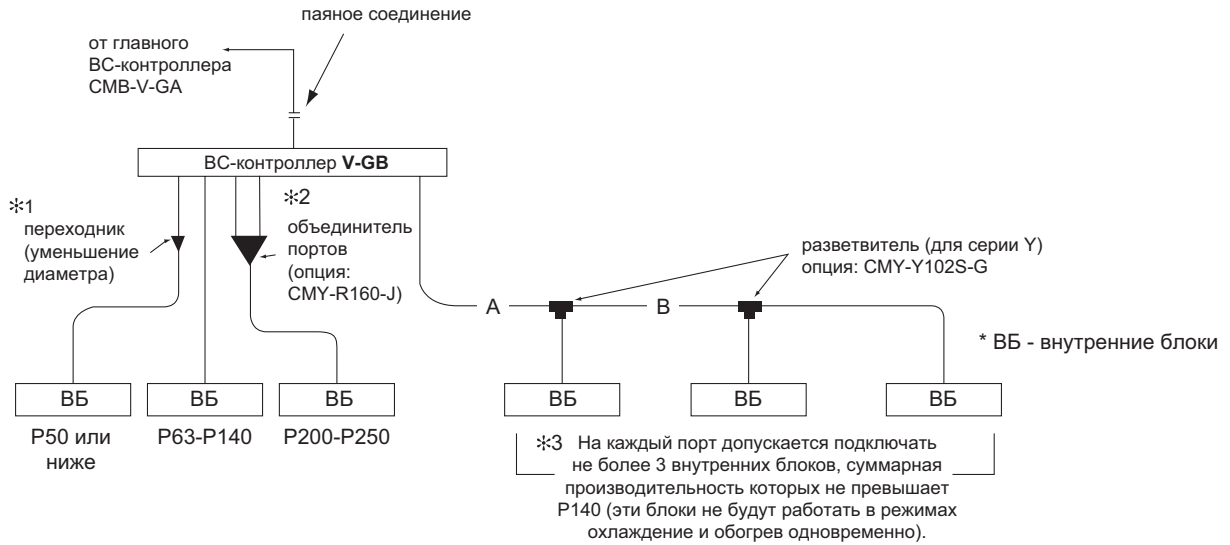 паяное соединение
от главного
BC-контроллера
CMB-V-GA
BC-контроллер V-GB
✻1
переходник
(уменьшение
диаметра)
✻2
объединитель
портов
(опция:
CMY-R160-J)
разветвитель (для серии Y)
опция: CMY-Y102S-G
A
B
* ВБ - внутренние блоки
ВБ
ВБ
ВБ
ВБ
ВБ
ВБ
P50 или
ниже
P63-P140
P200-P250
✻3 На каждый порт допускается подключать
не более 3 внутренних блоков, суммарная
производительность которых не превышает
P140 (эти блоки не будут работать в режимах
охлаждение и обогрев одновременно).